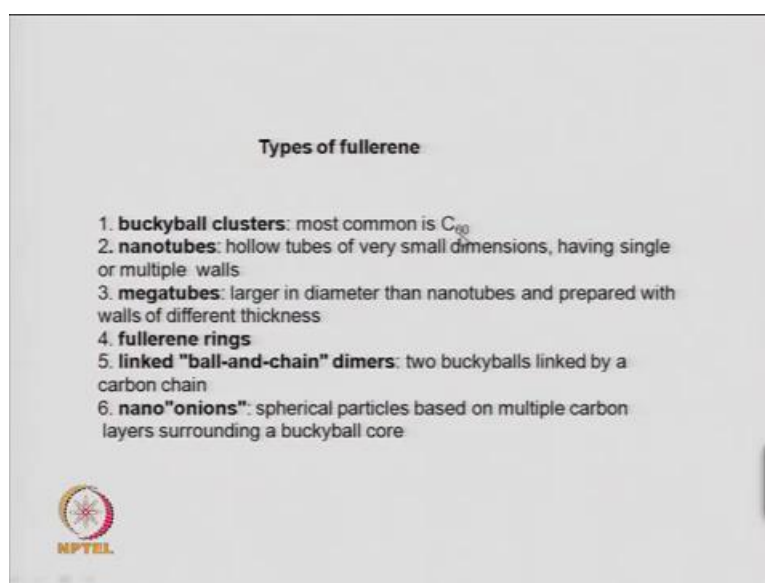 Types of fullerene
1. buckyball clusters: most common is C₆₀
2. nanotubes: hollow tubes of very small dimensions, having single
or multiple walls
3. megatubes: larger in diameter than nanotubes and prepared with
walls of different thickness
4. fullerene rings
5. linked "ball-and-chain" dimers: two buckyballs linked by a
carbon chain
6. nano"onions": spherical particles based on multiple carbon
layers surrounding a buckyball core
NPTEL